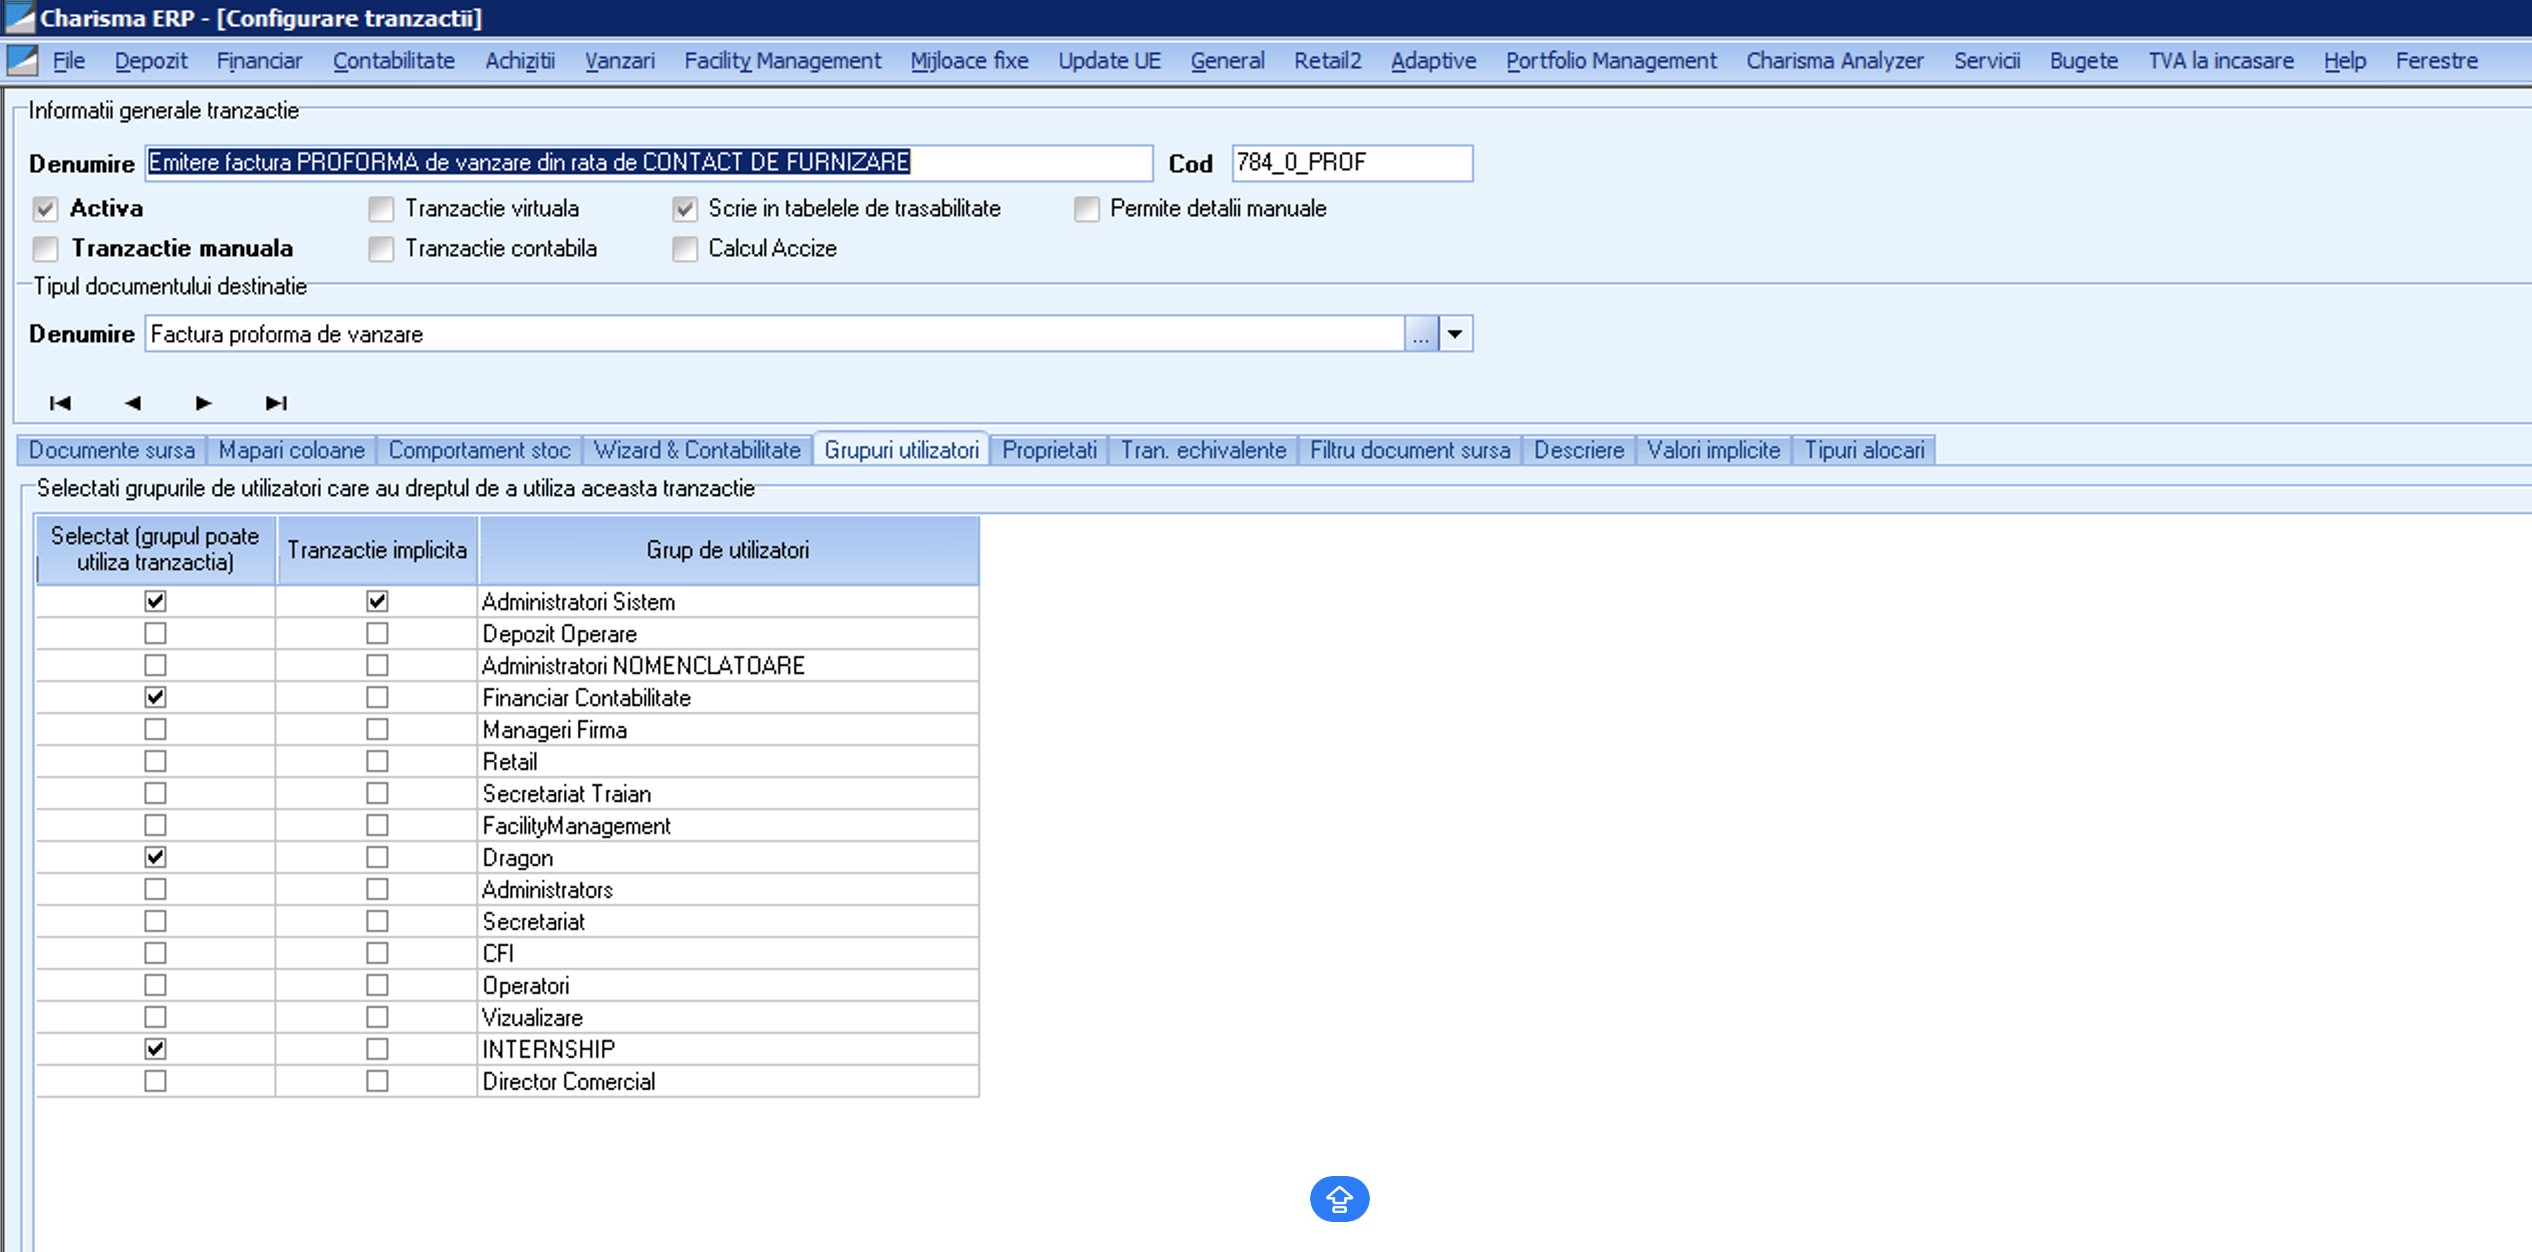 Charisma ERP - [Configurare tranzactii]
File Depozit Financiar Contabilitate Achizitii Vanzari Facility Management Mijloace fixe Update UE General Retail2 Adaptive Portfolio Management Charisma Analyzer Servicii Bugete TVA la incasare Help Ferestre
Informatii generale tranzactie
Denumire Emitere factura PROFORMA de vanzare din rata de CONTACT DE FURNIZARE Cod 784_0_PROF
Activa Tranzactie virtuala Scrie in tabelele de trasabilitate Permite detalii manuale
Tranzactie manuala Tranzactie contabila Calcul Accize
Tipul documentului destinatie
Denumire Factura proforma de vanzare ...
Documente sursa Mapari coloane Comportament stoc Wizard & Contabilitate Grupuri utilizatori Proprietati Tran. echivalente Filtru document sursa Descriere Valori implicite Tipuri alocari
Selectati grupurile de utilizatori care au dreptul de a utiliza aceasta tranzactie
Selectat (grupul poate
utiliza tranzactia) Tranzactie implicita Grup de utilizatori
Administratori Sistem
Depozit Operare
Administratori NOMENCLATOARE
Financiar Contabilitate
Manageri Firma
Retail
Secretariat Traian
FacilityManagement
Dragon
Administrators
Secretariat
CFI
Operatori
Vizualizare
INTERNSHIP
Director Comercial